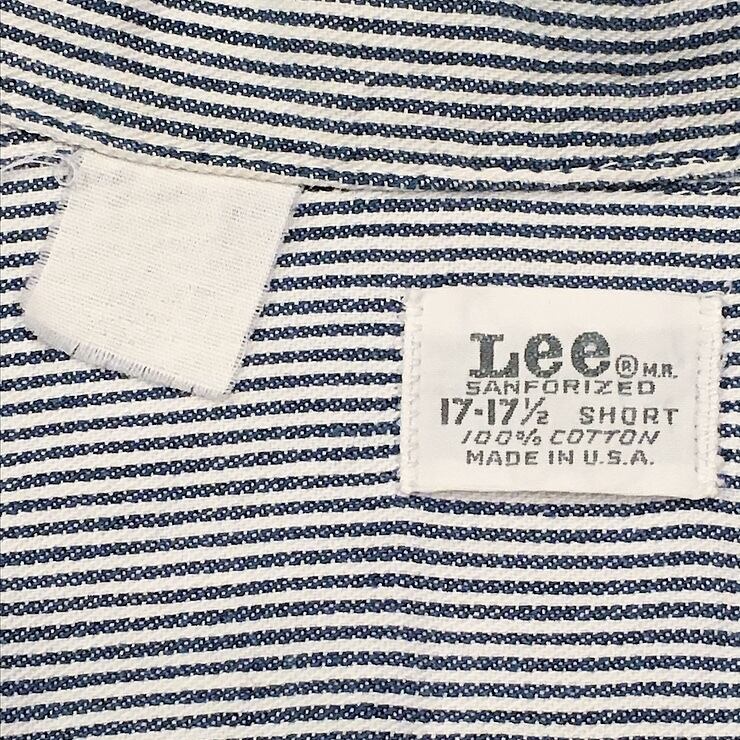 Lee® M.R.
SANFORIZED
17-17½ SHORT
100% COTTON
MADE IN U.S.A.